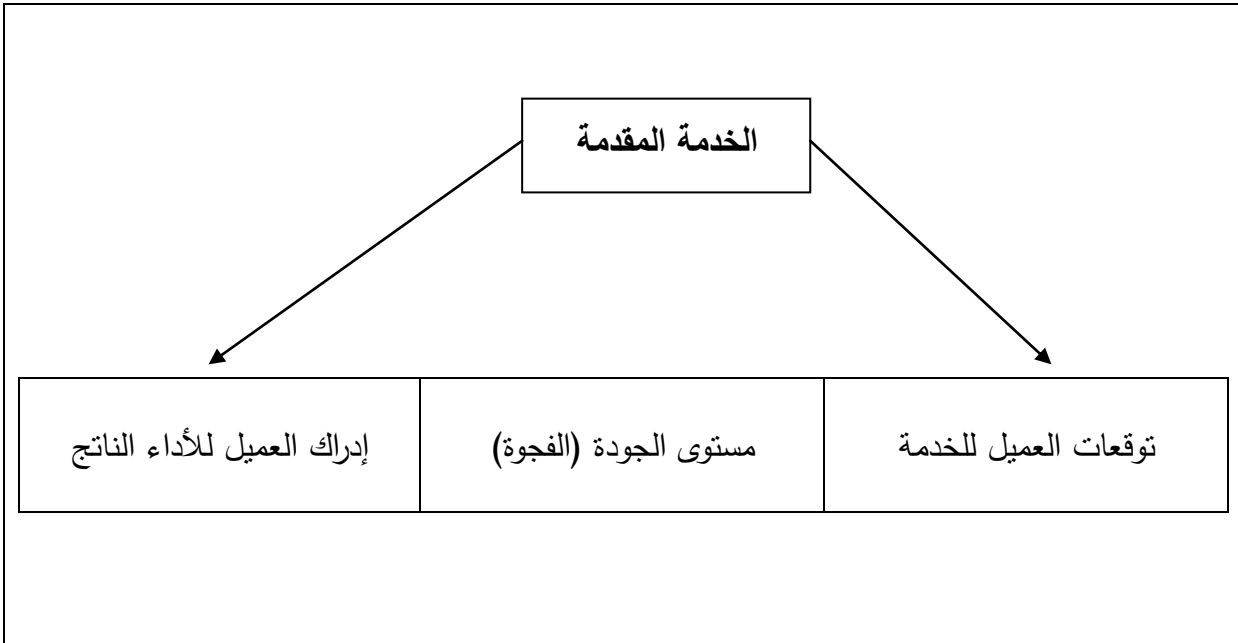 الخدمة المقدمة
توقعات العميل للخدمة
مستوى الجودة (الفجوة)
إدراك العميل للأداء الناتج